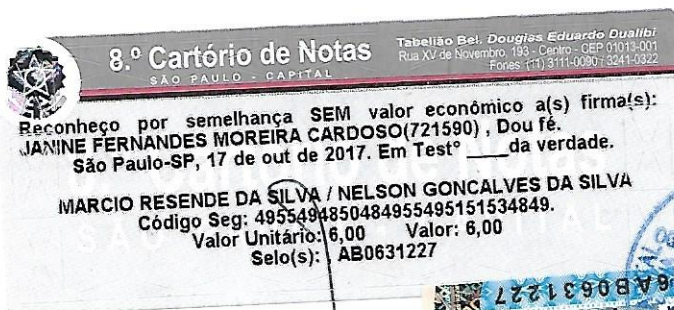 8.º Cartório de Notas
SÃO PAULO - CAPITAL
Tabelião Bel. Douglas Eduardo Dualibi
Rua XV de Novembro, 193 - Centro - CEP 01013-001
Fones: (11) 3111-0090 / 3241-0322
Reconheço por semelhança SEM valor econômico a(s) firma(s):
JANINE FERNANDES MOREIRA CARDOSO(721590) , Dou fé.
São Paulo-SP, 17 de out de 2017. Em Testº ____da verdade.
MARCIO RESENDE DA SILVA / NELSON GONCALVES DA SILVA
Código Seg: 4955494850484955495151534849.
Valor Unitário: 6,00 Valor: 6,00
Selo(s): AB0631227
6AB0631227